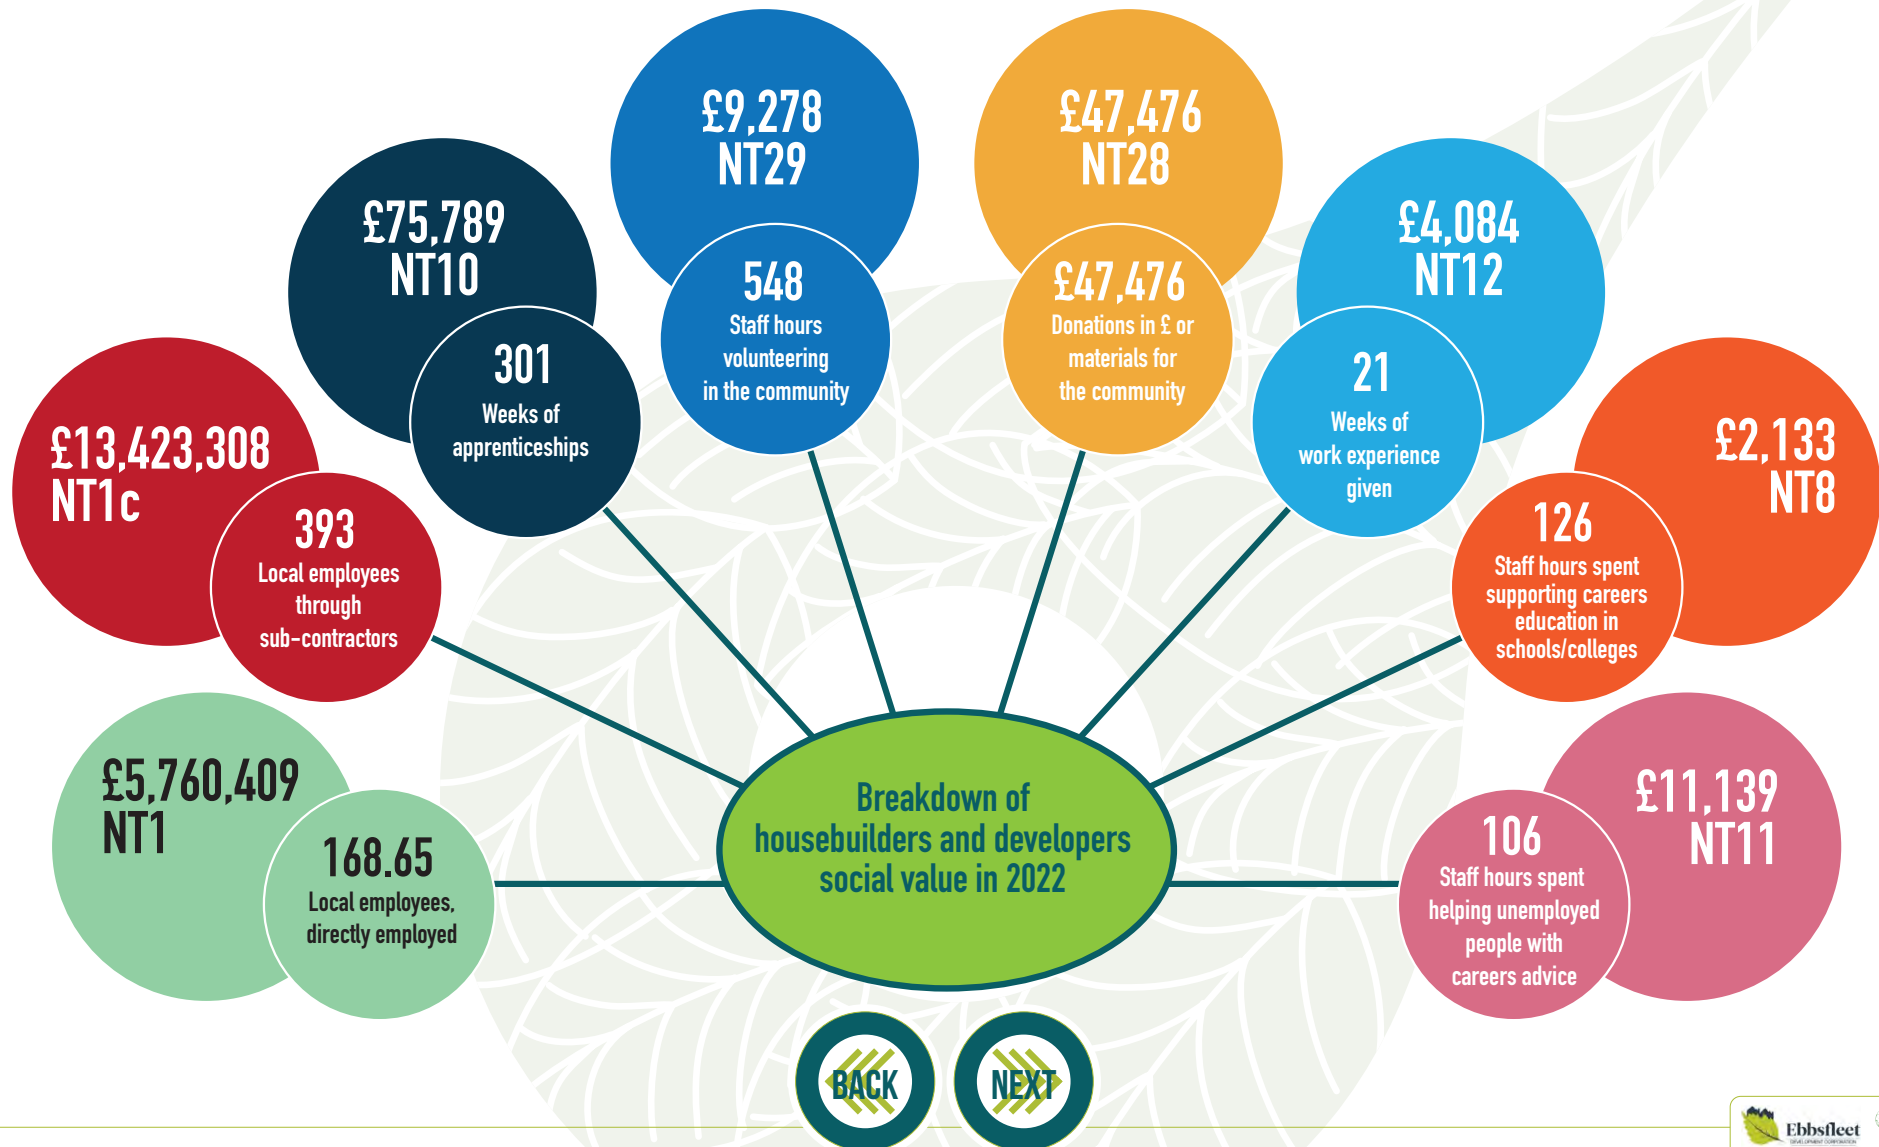 £5,760,409
NT1
168.65
Local employees,
directly employed
£13,423,308
NT1c
393
Local employees
through
sub-contractors
£75,789
NT10
301
Weeks of
apprenticeships
£9,278
NT29
548
Staff hours
volunteering
in the community
£47,476
NT28
£47,476
Donations in £ or
materials for
the community
£4,084
NT12
21
Weeks of
work experience
given
£2,133
NT8
126
Staff hours spent
supporting careers
education in
schools/colleges
£11,139
NT11
106
Staff hours spent
helping unemployed
people with
careers advice
Breakdown of
housebuilders and developers
social value in 2022
BACK
NEXT
Ebbsfleet
DEVELOPMENT CORPORATION